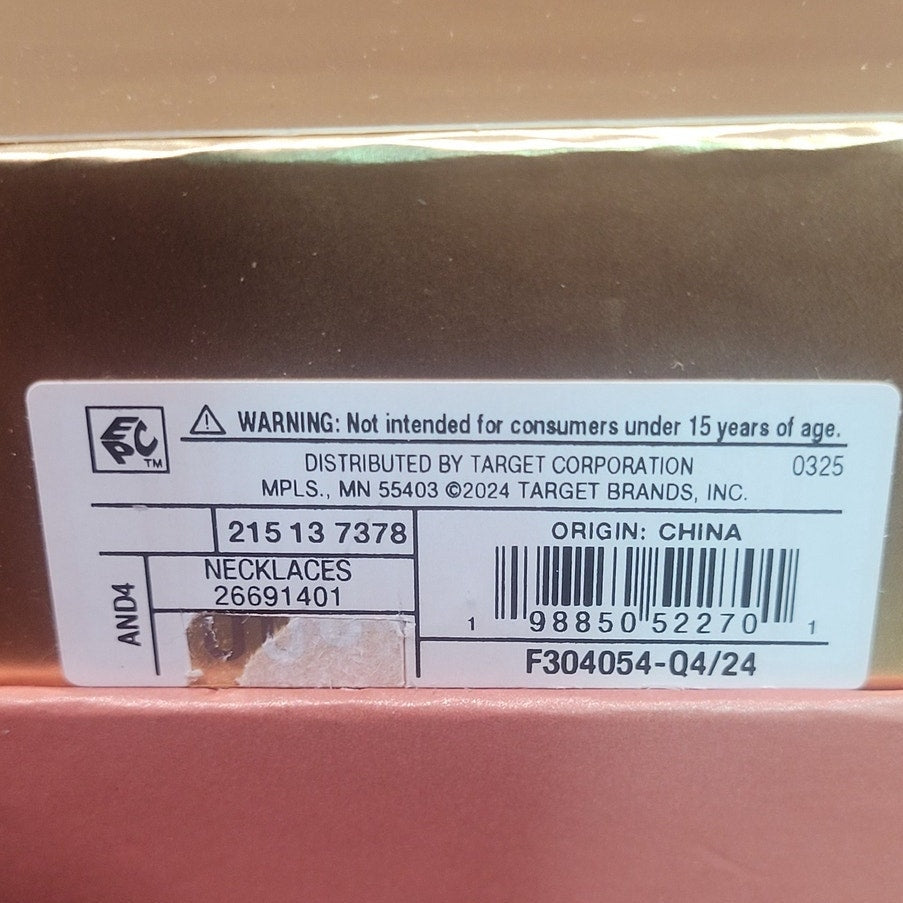 EPC TM
WARNING: Not intended for consumers under 15 years of age.
DISTRIBUTED BY TARGET CORPORATION 0325
MPLS., MN 55403 ©2024 TARGET BRANDS, INC.
215 13 7378
ORIGIN: CHINA
NECKLACES
26691401
AND4
1 98850 52270 1
F304054-Q4/24